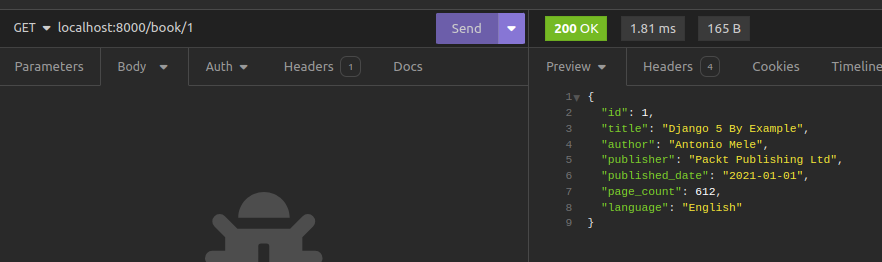 GET localhost:8000/book/1 Send 200 OK 1.81 ms 165 B
Parameters Body Auth Headers 1 Docs Preview Headers 4 Cookies Timeline
1 {
2 "id": 1,
3 "title": "Django 5 By Example",
4 "author": "Antonio Mele",
5 "publisher": "Packt Publishing Ltd",
6 "published_date": "2021-01-01",
7 "page_count": 612,
8 "language": "English"
9 }